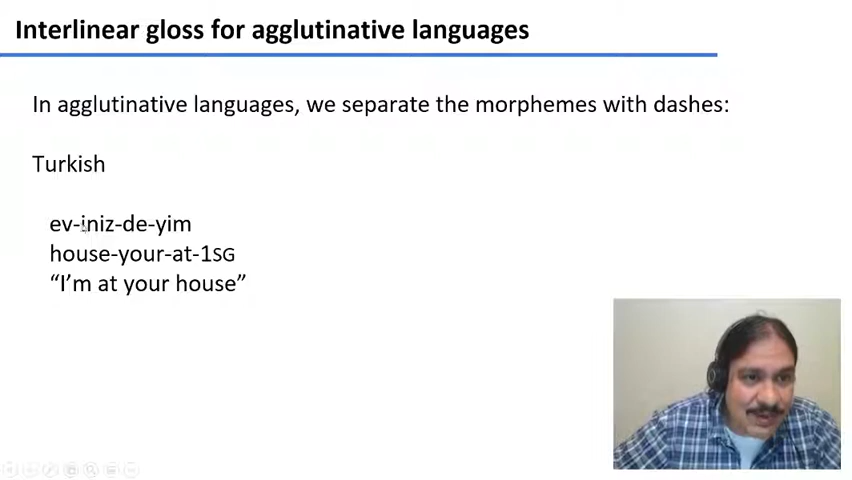 Interlinear gloss for agglutinative languages
In agglutinative languages, we separate the morphemes with dashes:
Turkish
ev-iniz-de-yim
house-your-at-1SG
“I’m at your house”